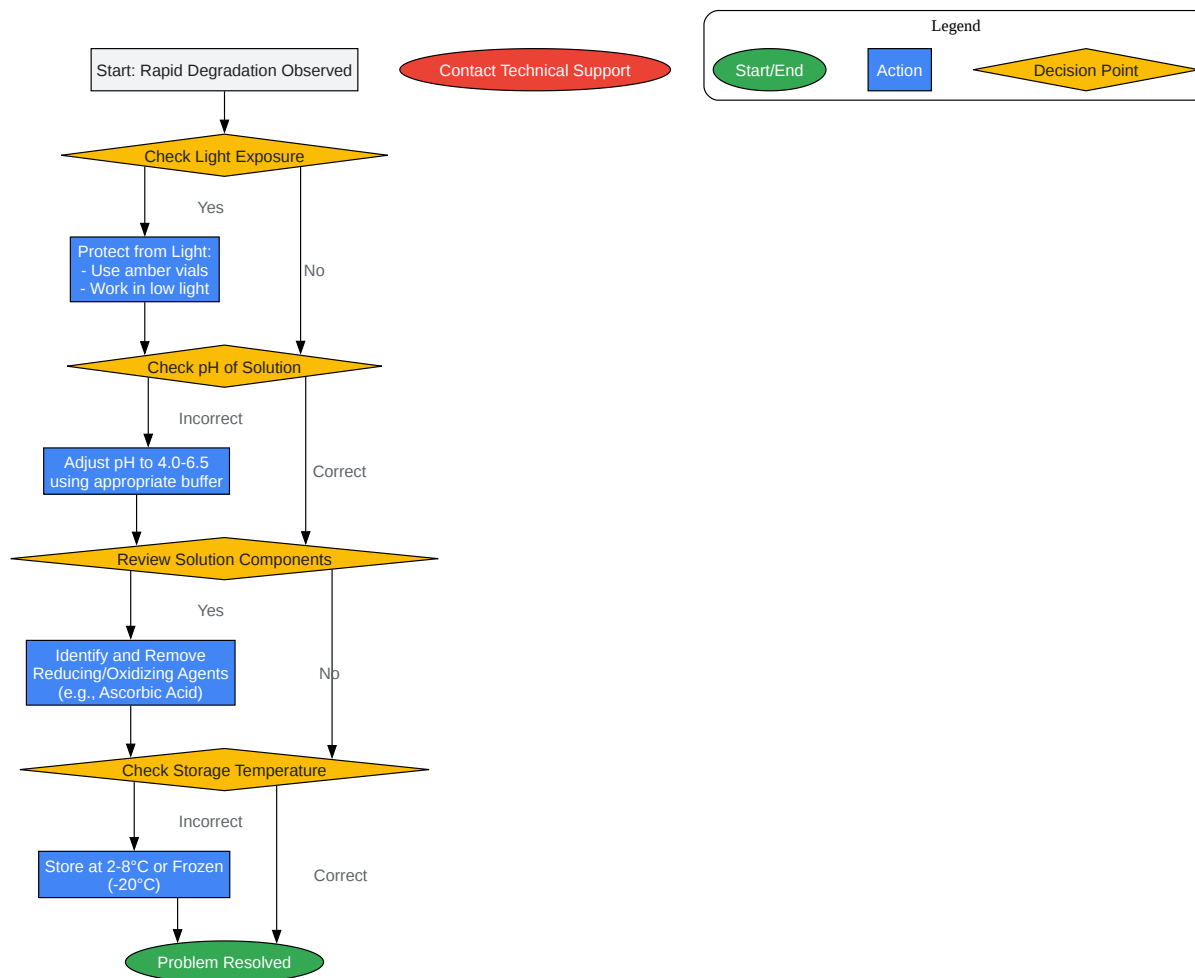 Legend
Start: Rapid Degradation Observed
Contact Technical Support
Start/End
Action
Decision Point
Check Light Exposure
Yes
Protect from Light:
- Use amber vials
- Work in low light
No
Check pH of Solution
Incorrect
Adjust pH to 4.0-6.5
using appropriate buffer
Correct
Review Solution Components
Yes
Identify and Remove
Reducing/Oxidizing Agents
(e.g., Ascorbic Acid)
No
Check Storage Temperature
Incorrect
Store at 2-8°C or Frozen
(-20°C)
Correct
Problem Resolved